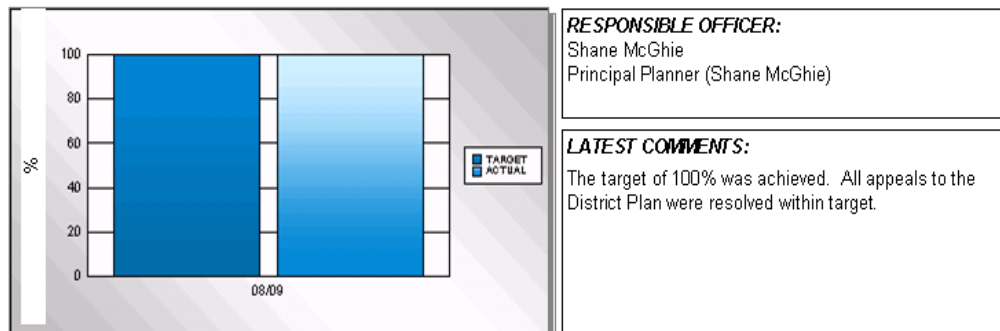 %
100
80
60
40
20
0
08/09
TARGET
ACTUAL
RESPONSIBLE OFFICER:
Shane McGhie
Principal Planner (Shane McGhie)
LATEST COMMENTS:
The target of 100% was achieved.  All appeals to the
District Plan were resolved within target.